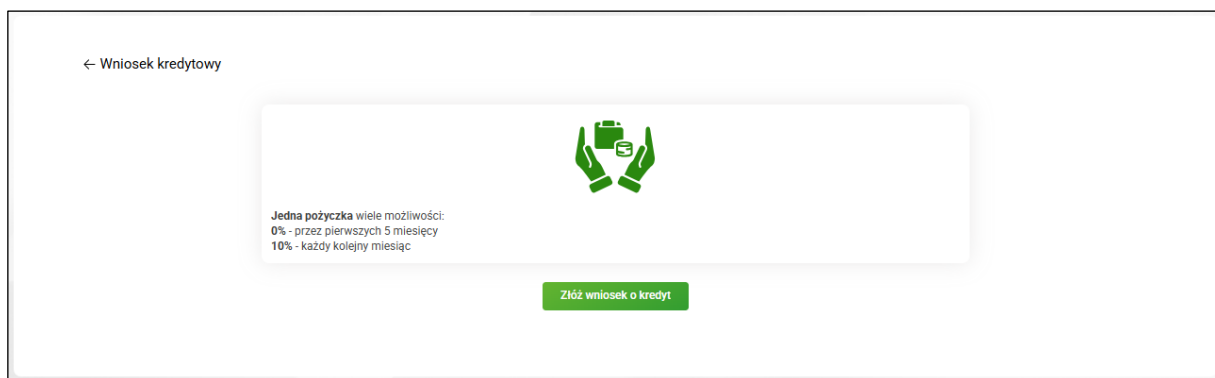 ← Wniosek kredytowy
Jedna pożyczka wiele możliwości:
0% - przez pierwszych 5 miesięcy
10% - każdy kolejny miesiąc
Złóż wniosek o kredyt